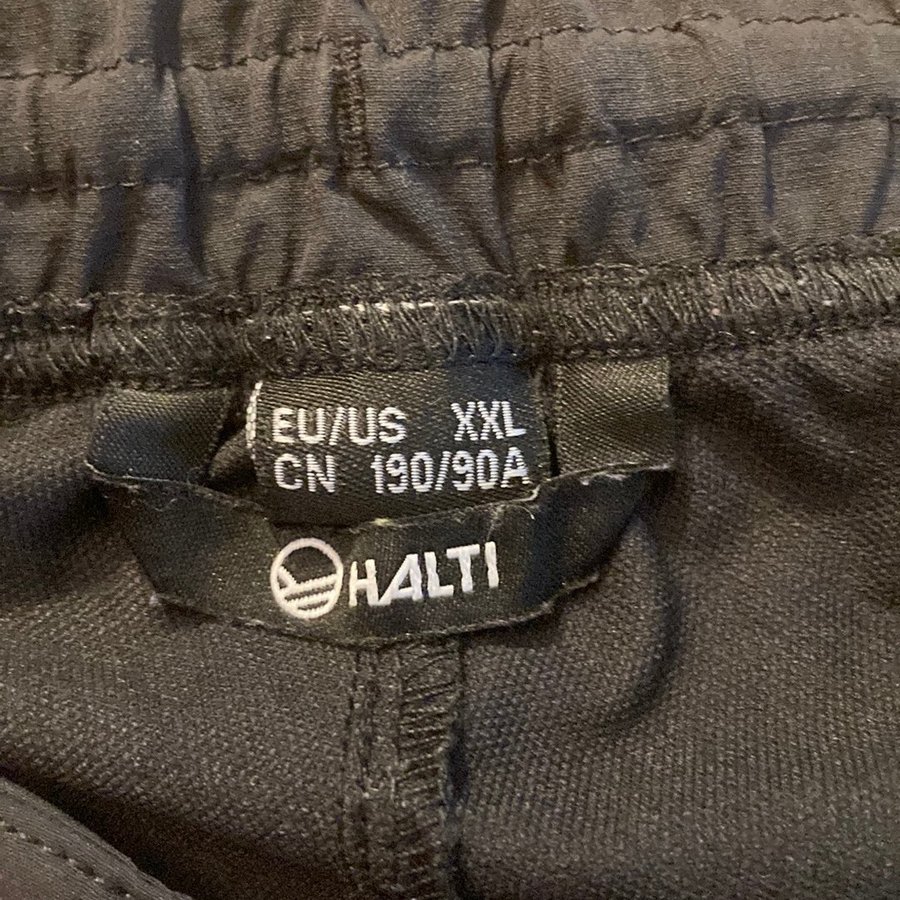 EU/US XXL
CN 190/90A
HALTI